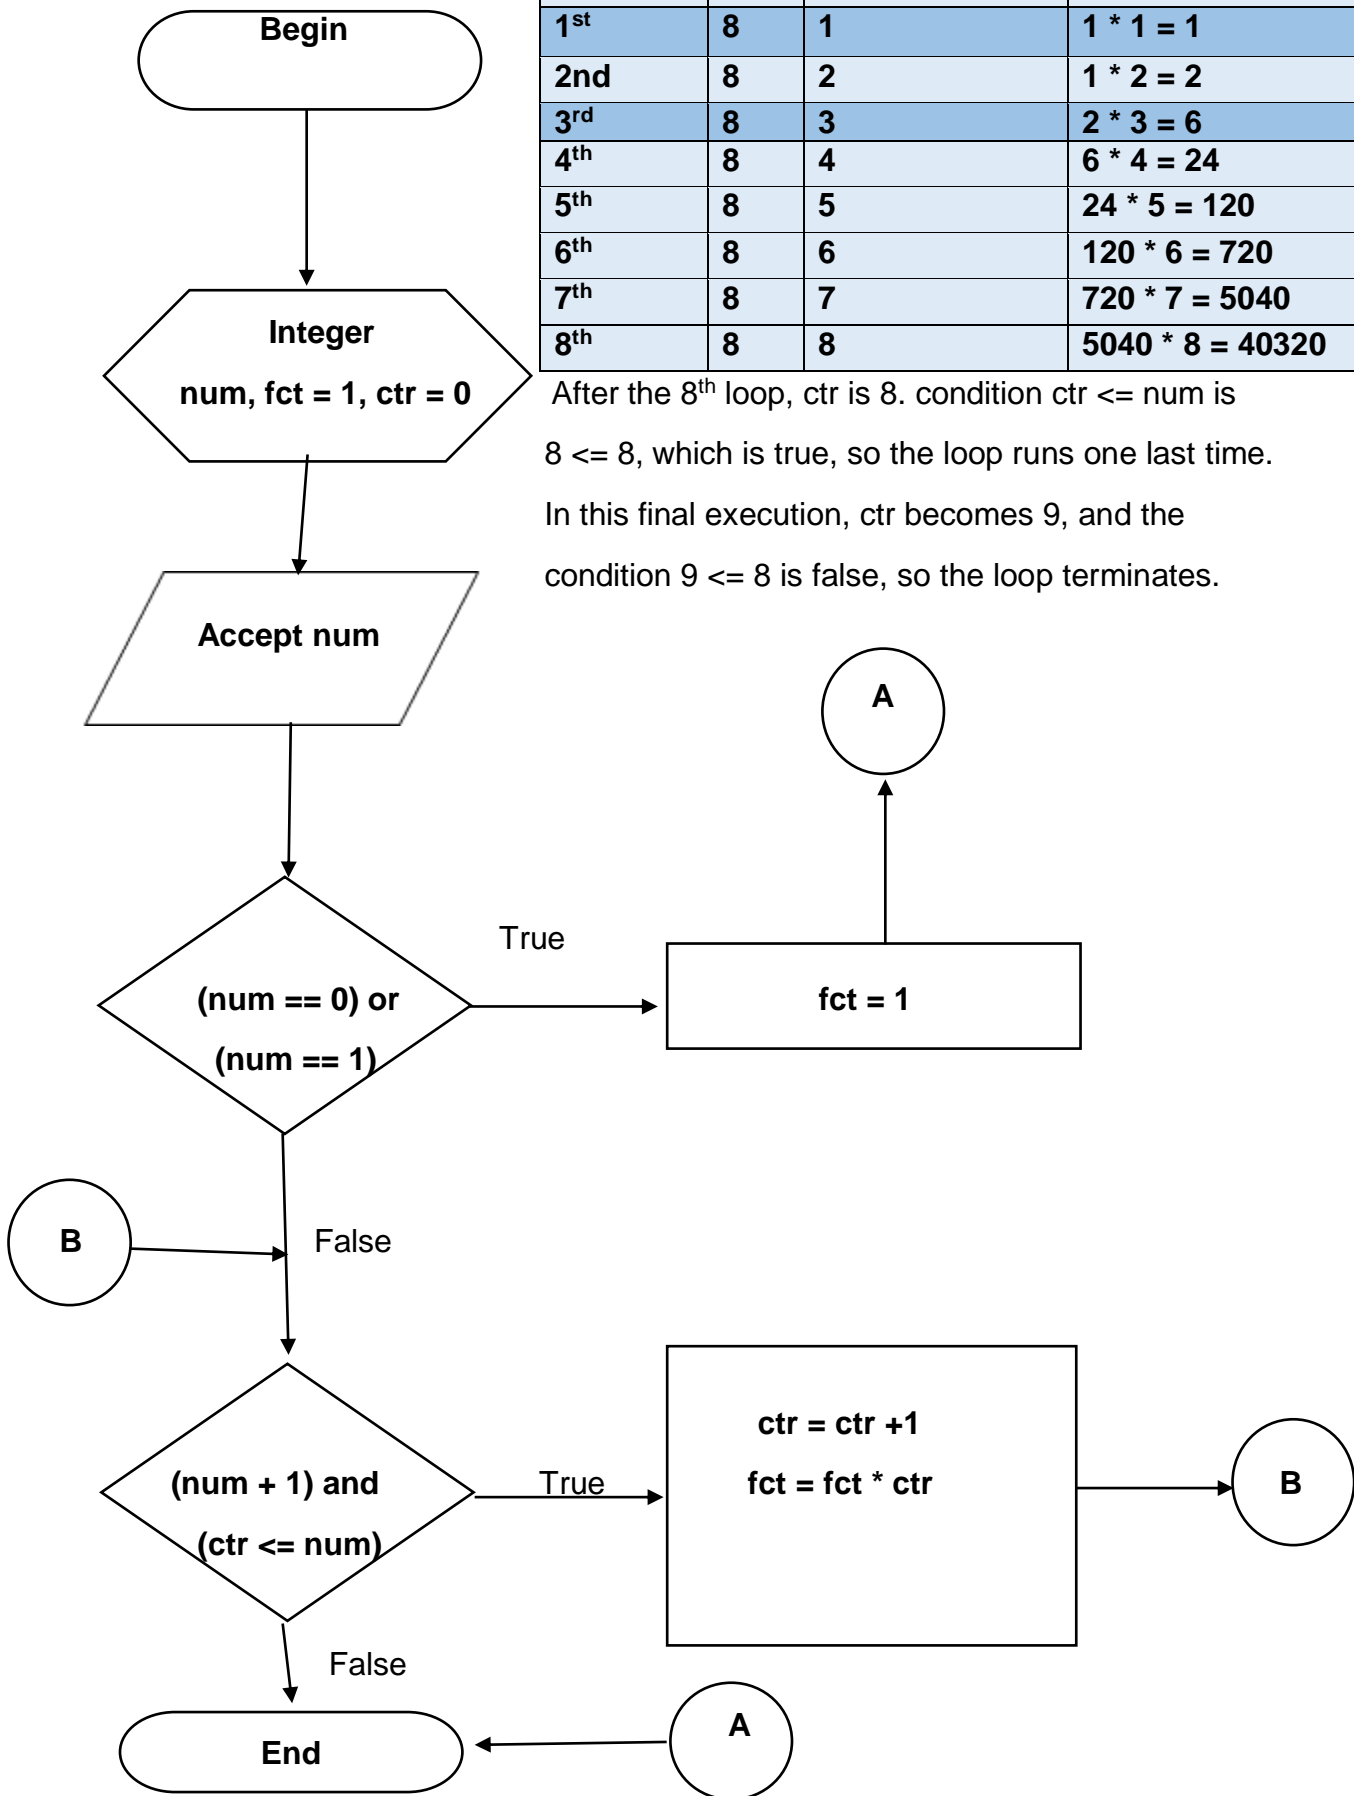 Begin
1st 8 1 1 * 1 = 1
2nd 8 2 1 * 2 = 2
3rd 8 3 2 * 3 = 6
4th 8 4 6 * 4 = 24
5th 8 5 24 * 5 = 120
6th 8 6 120 * 6 = 720
7th 8 7 720 * 7 = 5040
8th 8 8 5040 * 8 = 40320
Integer
num, fct = 1, ctr = 0
After the 8th loop, ctr is 8. condition ctr <= num is
8 <= 8, which is true, so the loop runs one last time.
In this final execution, ctr becomes 9, and the
condition 9 <= 8 is false, so the loop terminates.
Accept num
A
True
(num == 0) or
(num == 1)
fct = 1
B
False
(num + 1) and
(ctr <= num)
True
ctr = ctr +1
fct = fct * ctr
B
False
End
A